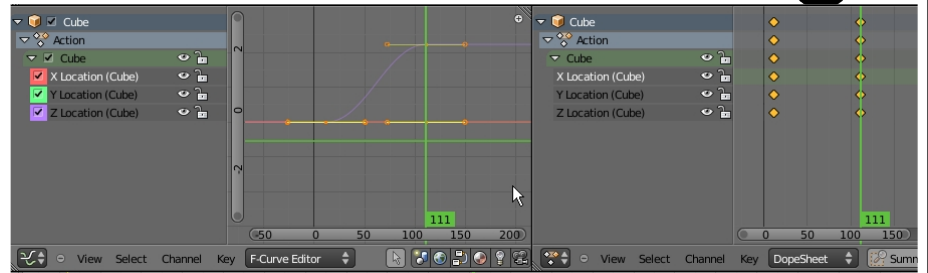 Cube
Action
Cube
X Location (Cube)
Y Location (Cube)
Z Location (Cube)
2
0
-2
111
-50 0 50 100 150 200
View Select Channel Key F-Curve Editor
Cube
Action
Cube
X Location (Cube)
Y Location (Cube)
Z Location (Cube)
111
0 50 100 150
View Select Channel Key DopeSheet Summ